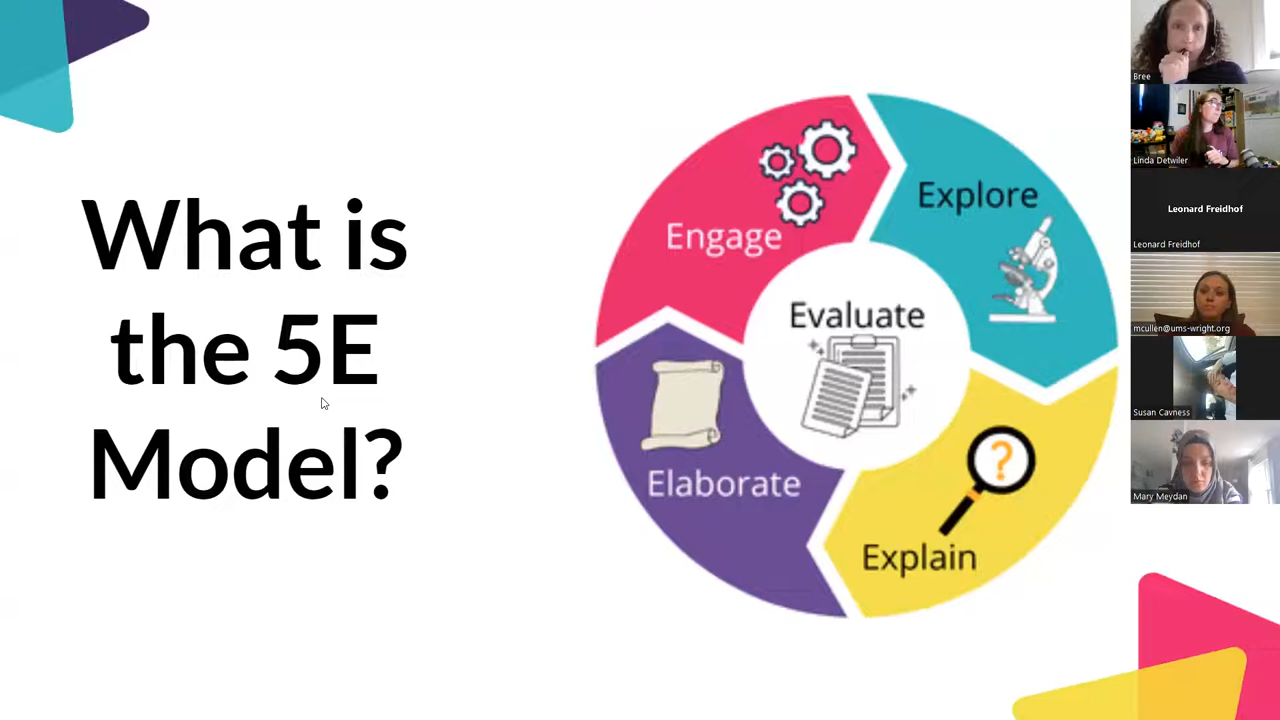 What is
the 5E
Model?
Engage
Explore
Evaluate
Elaborate
Explain
?
Bree
Linda Detwiler
Leonard Freidhof
Leonard Freidhof
mcullen@ums-wright.org
Susan Cavness
Mary Meydan